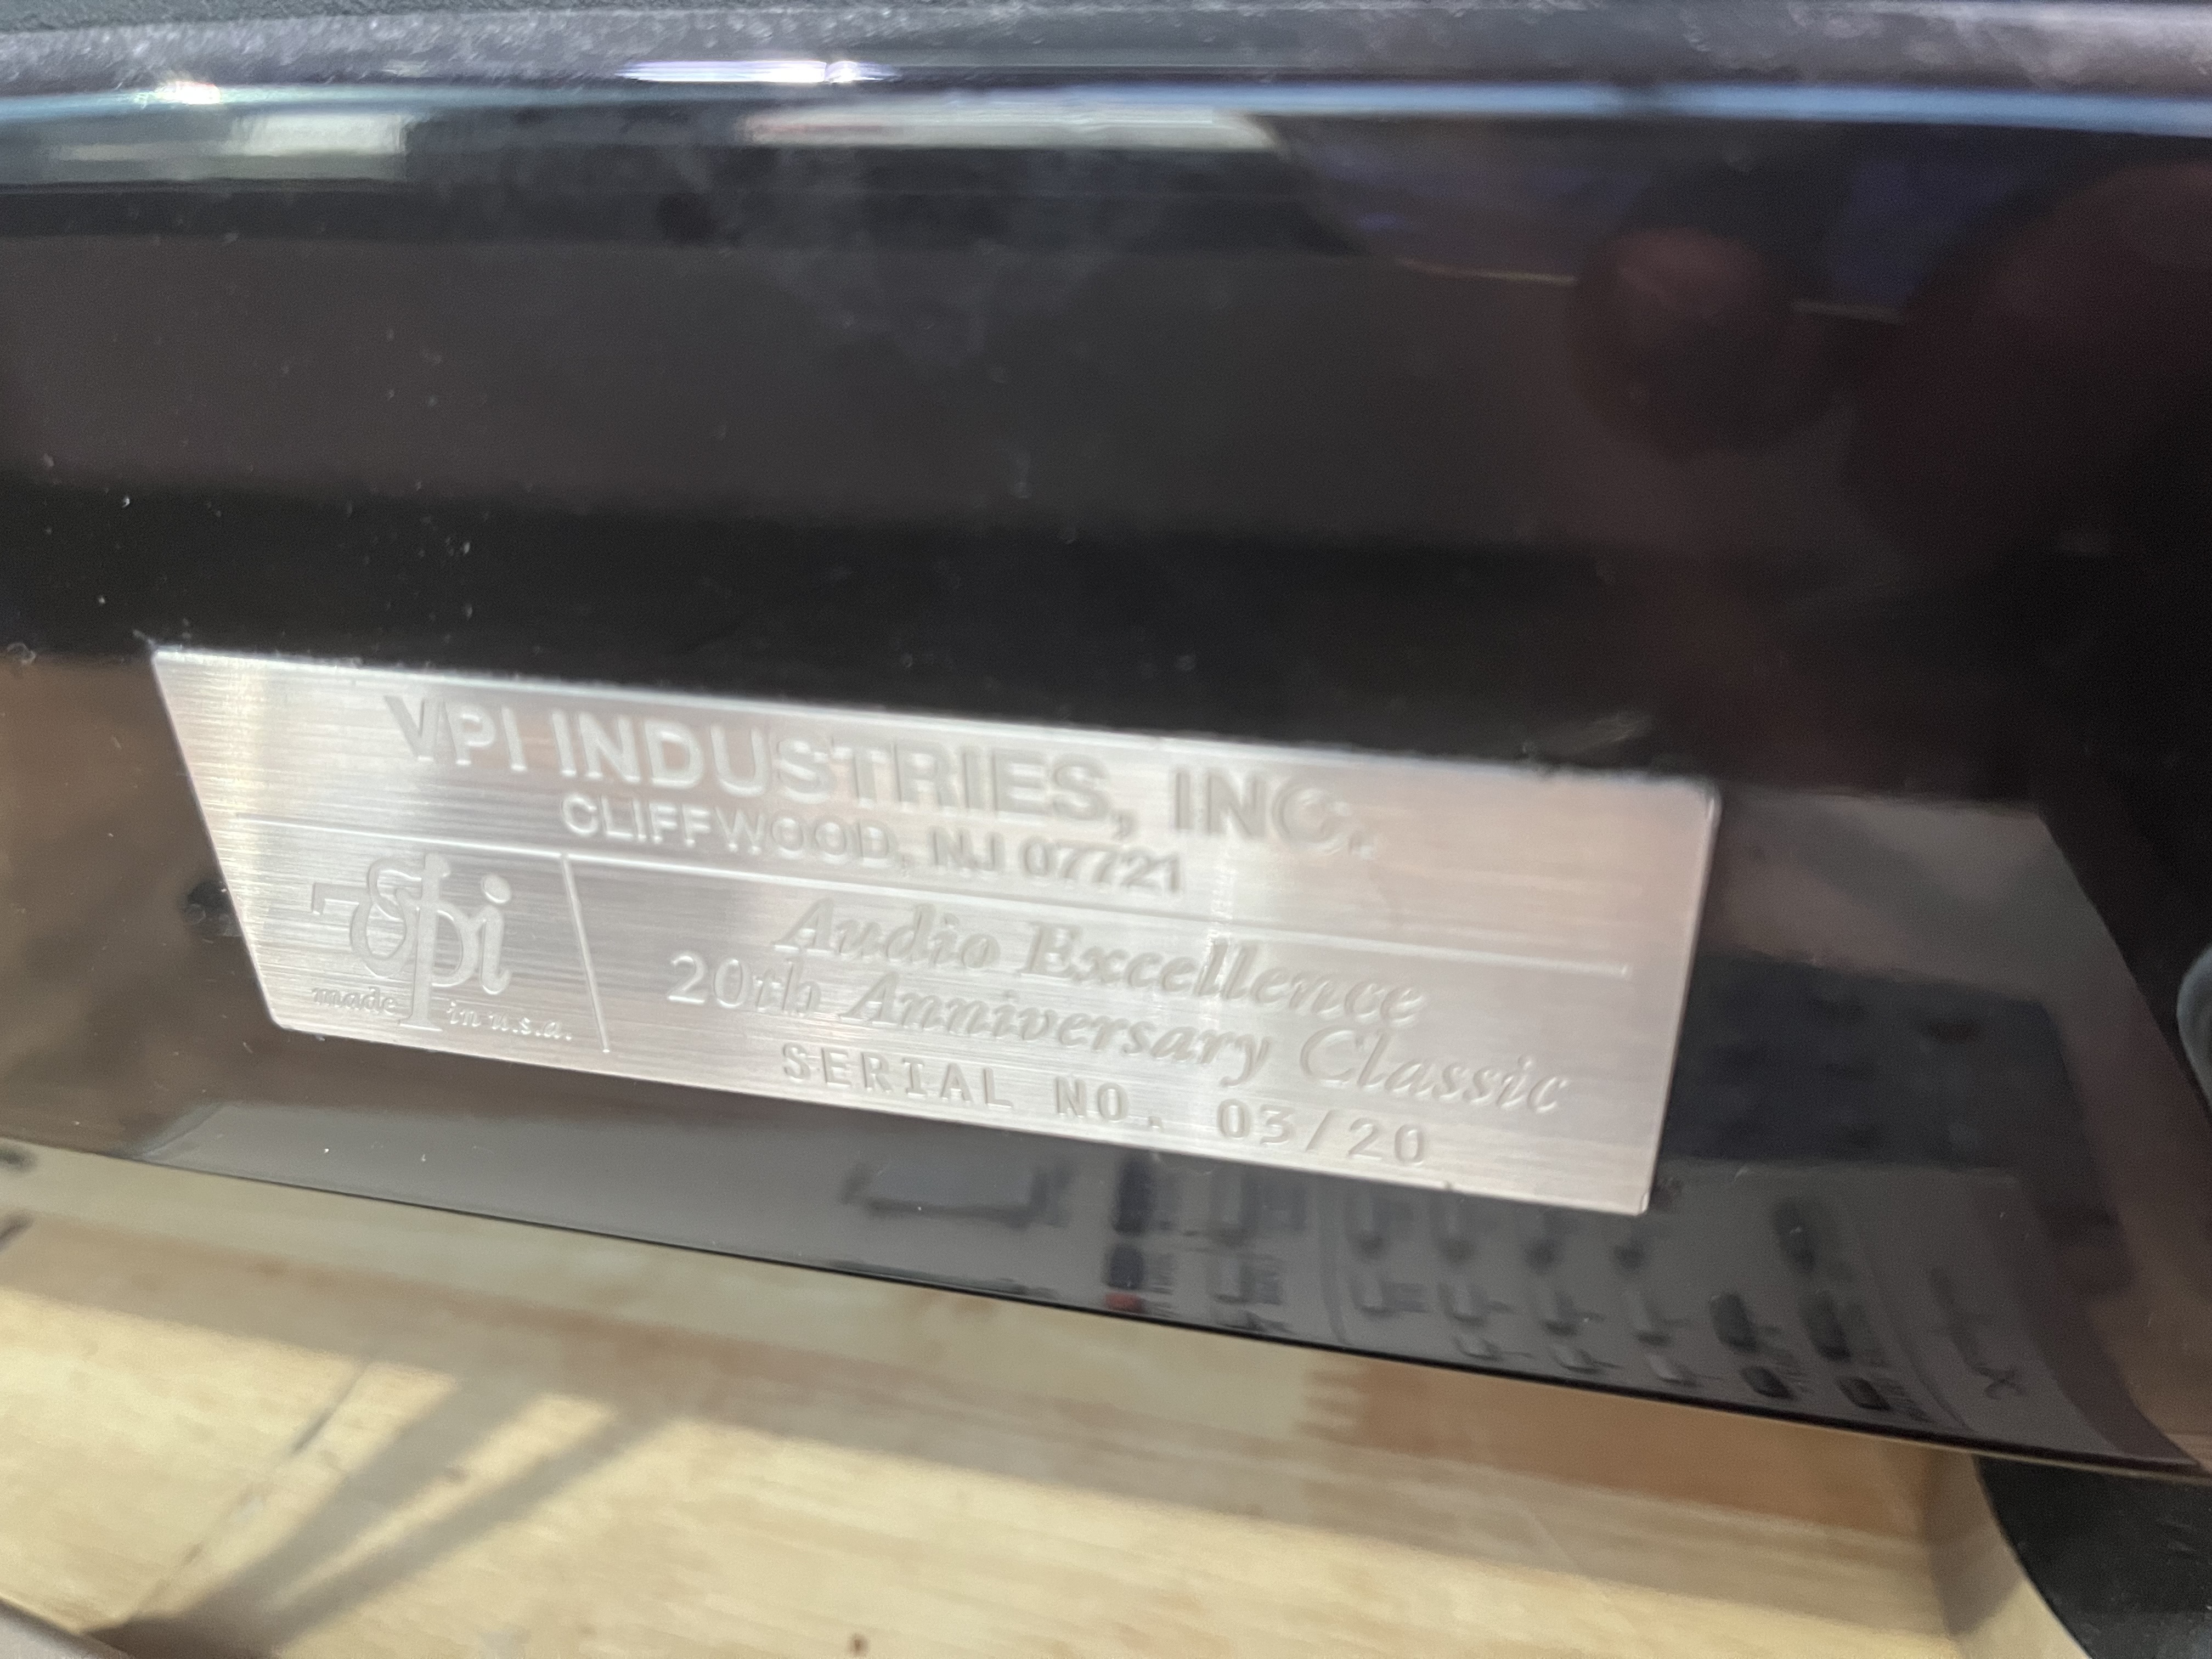 VPI INDUSTRIES, INC.
CLIFFWOOD, NJ 07721
vpi
made in u.s.a.
Audio Excellence
20th Anniversary Classic
SERIAL NO. 03/20